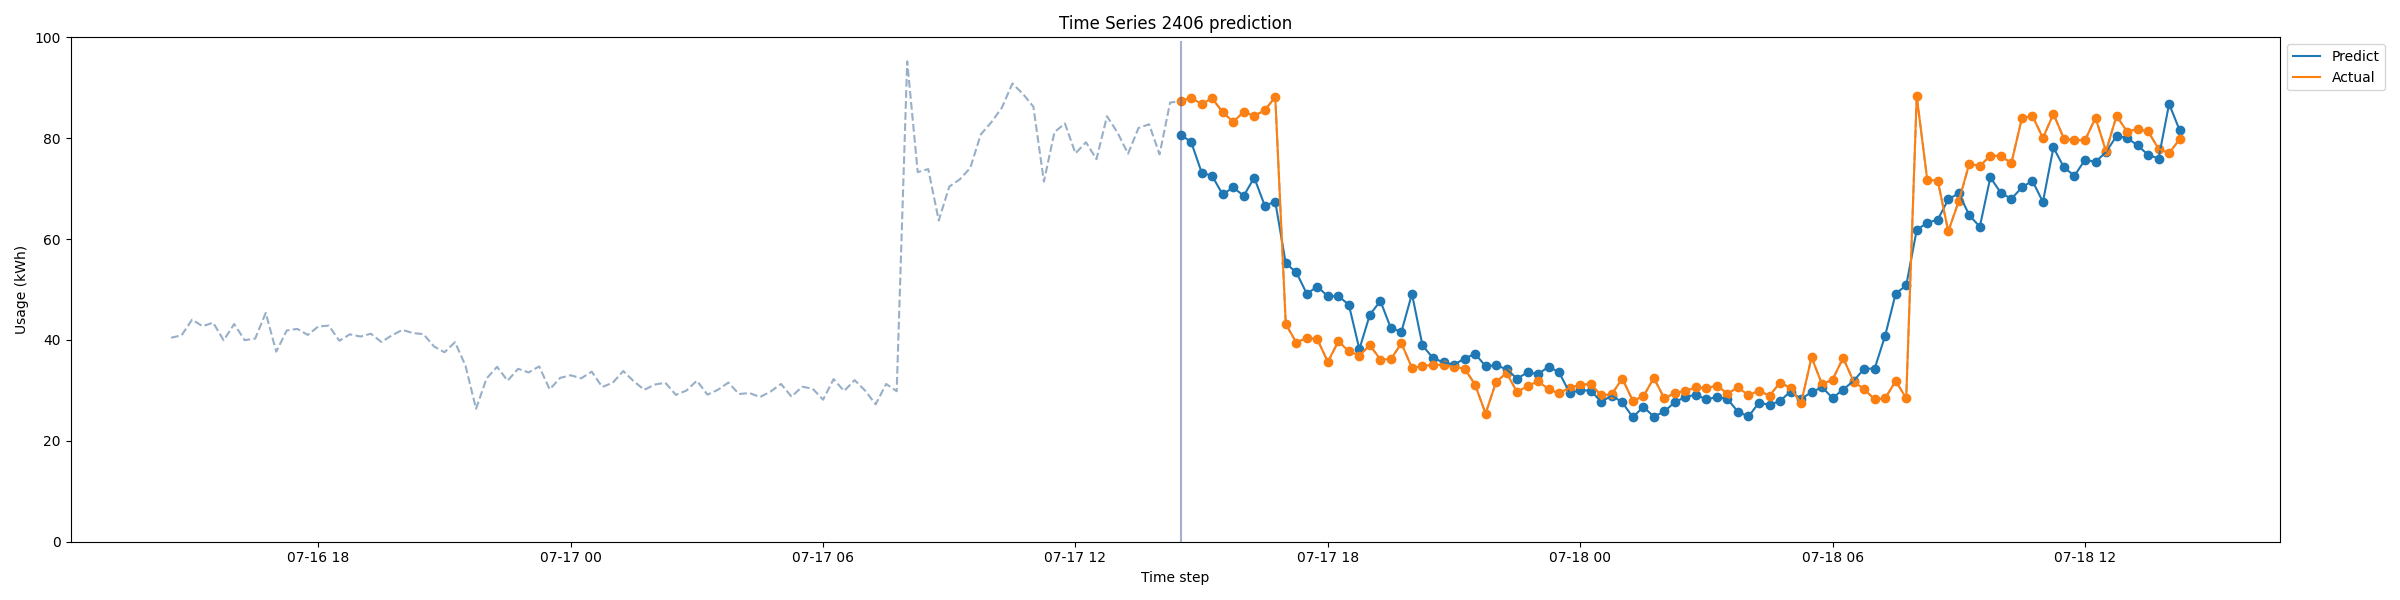 Time Series 2406 prediction
Predict
Actual
Usage (kWh)
100
80
60
40
20
0
07-16 18
07-17 00
07-17 06
07-17 12
07-17 18
07-18 00
07-18 06
07-18 12
Time step